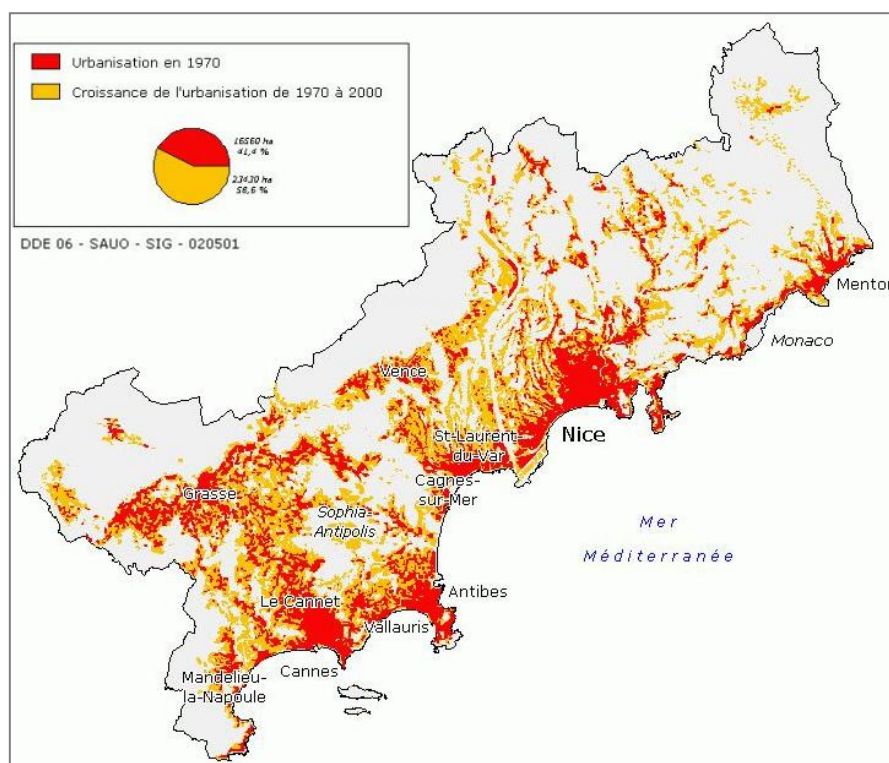 Urbanisation en 1970
Croissance de l'urbanisation de 1970 à 2000
16560 ha
41,4 %
23430 ha
58,6 %
DDE 06 - SAUO - SIG - 020501
Menton
Monaco
Vence
St-Laurent-
du-Var
Nice
Cagnes-
sur-Mer
Grasse
Sophia-
Antipolis
Mer
Méditerranée
Antibes
Le Cannet
Vallauris
Cannes
Mandelieu-
la-Napoule